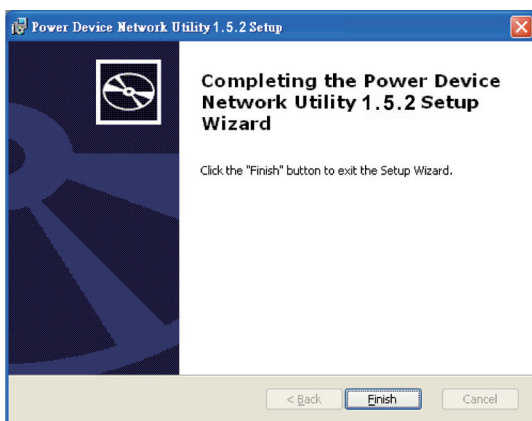 Power Device Network Utility 1.5.2 Setup
Completing the Power Device
Network Utility 1.5.2 Setup
Wizard
Click the "Finish" button to exit the Setup Wizard.
< Back
Finish
Cancel